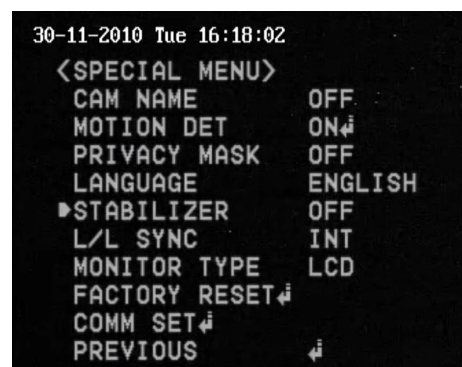 30-11-2010 Tue 16:18:02
<SPECIAL MENU>
CAM NAME OFF
MOTION DET ON↲
PRIVACY MASK OFF
LANGUAGE ENGLISH
▶STABILIZER OFF
L/L SYNC INT
MONITOR TYPE LCD
FACTORY RESET↲
COMM SET↲
PREVIOUS ↲